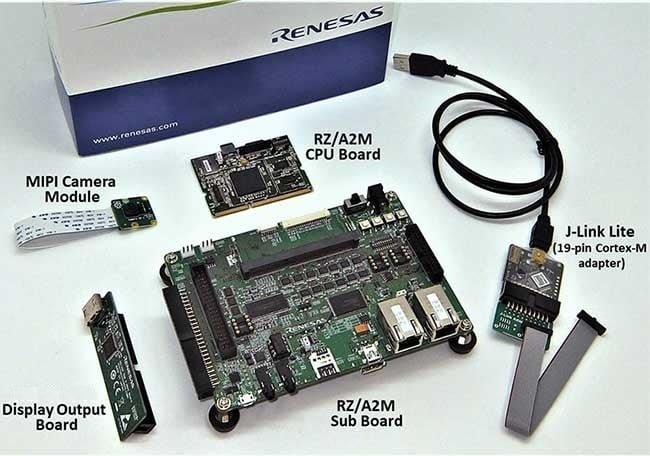 RENESAS
www.renesas.com
RZ/A2M
CPU Board
MIPI Camera
Module
J-Link Lite
(19-pin Cortex-M
adapter)
RENESAS
Display Output
Board
RZ/A2M
Sub Board